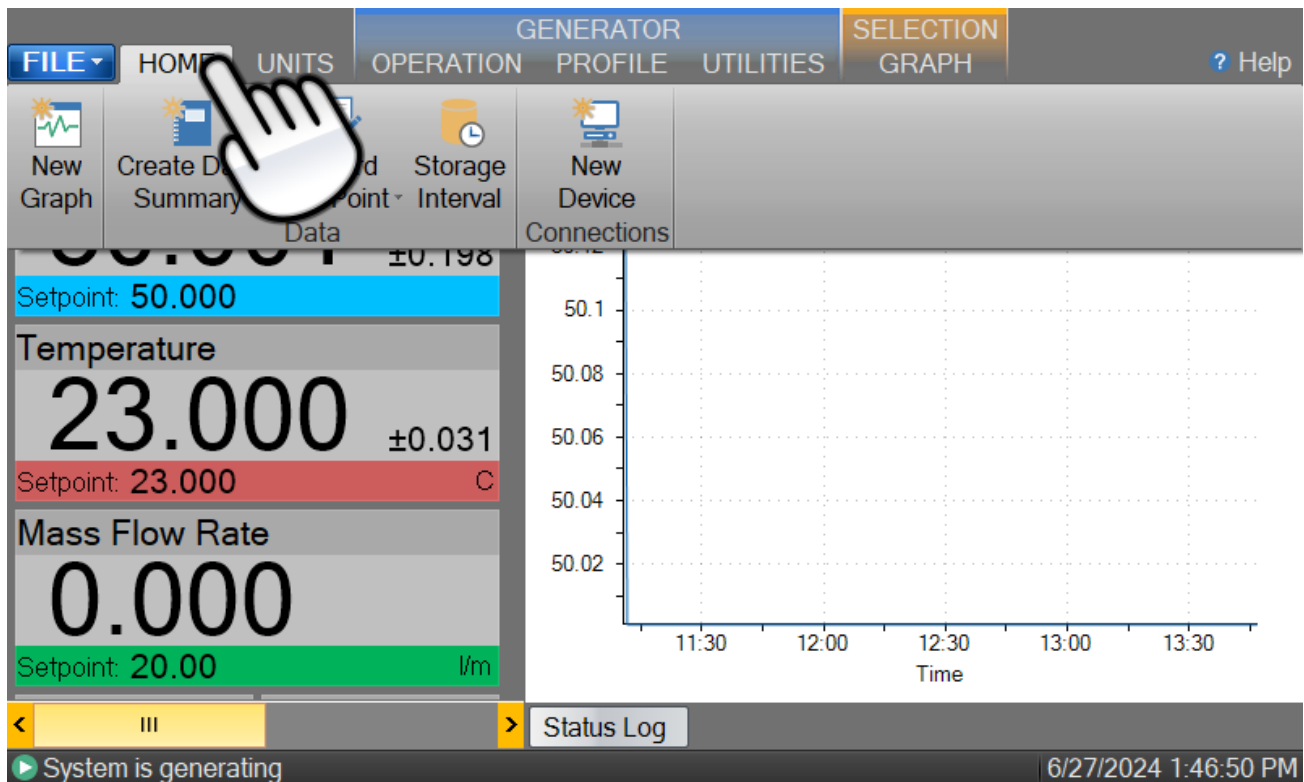 GENERATOR SELECTION
FILE HOME UNITS OPERATION PROFILE UTILITIES GRAPH ? Help
New Graph
Create
Summary
Storage Interval
New Device
Data
Connections
±0.198
Setpoint: 50.000
Temperature
23.000 ±0.031
Setpoint: 23.000 C
Mass Flow Rate
0.000
Setpoint: 20.00 l/m
50.1
50.08
50.06
50.04
50.02
11:30 12:00 12:30 13:00 13:30
Time
Status Log
System is generating 6/27/2024 1:46:50 PM